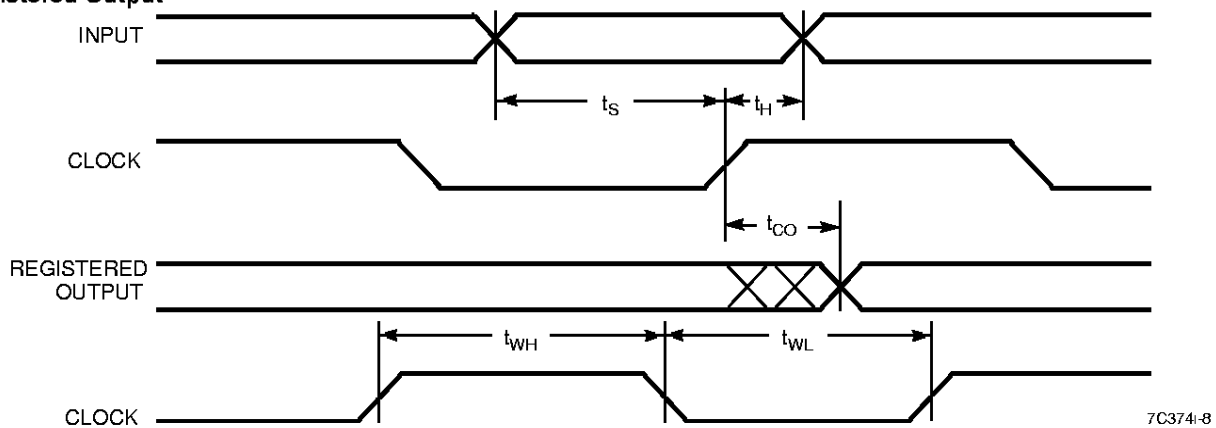 INPUT
tS
tH
CLOCK
tCO
REGISTERED
OUTPUT
tWH
tWL
CLOCK
7C374i-8